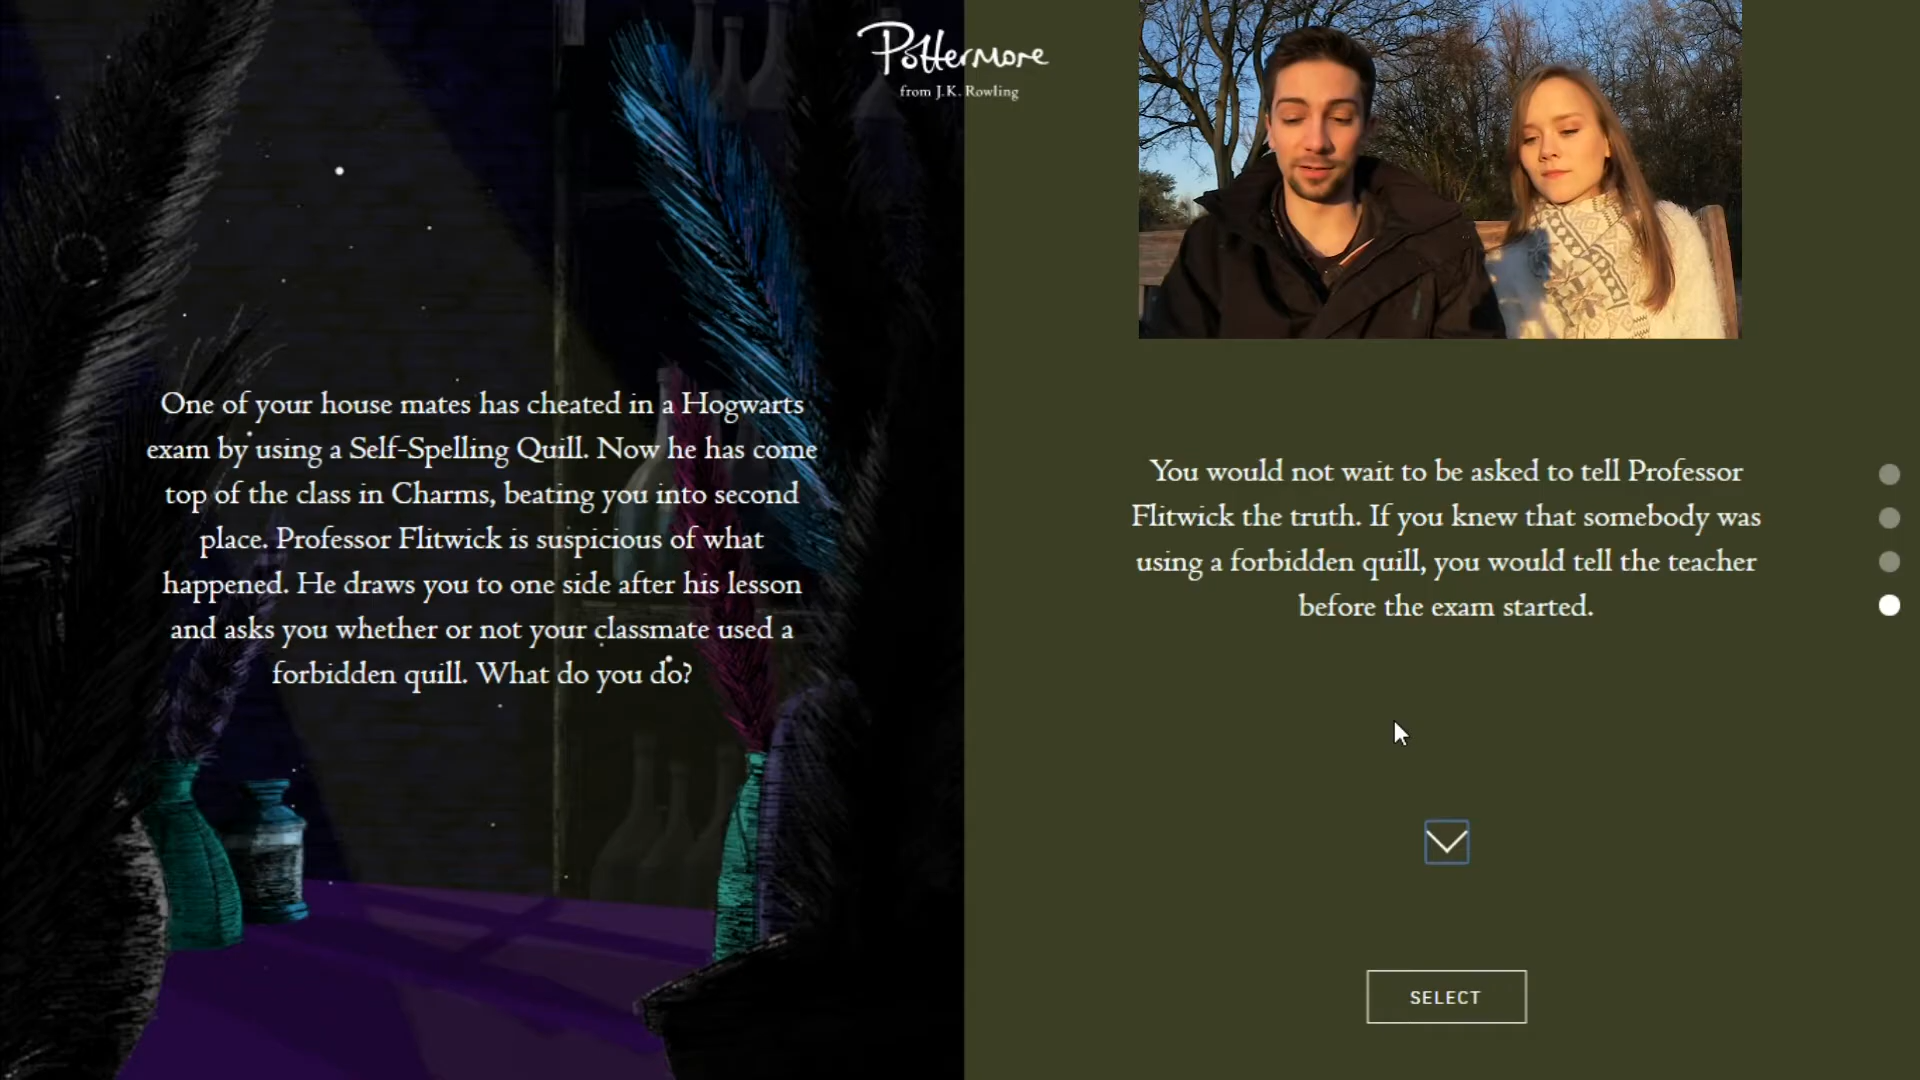 Pottermore
from J.K. Rowling
One of your house mates has cheated in a Hogwarts
exam by using a Self-Spelling Quill. Now he has come
top of the class in Charms, beating you into second
place. Professor Flitwick is suspicious of what
happened. He draws you to one side after his lesson
and asks you whether or not your classmate used a
forbidden quill. What do you do?
You would not wait to be asked to tell Professor
Flitwick the truth. If you knew that somebody was
using a forbidden quill, you would tell the teacher
before the exam started.
SELECT